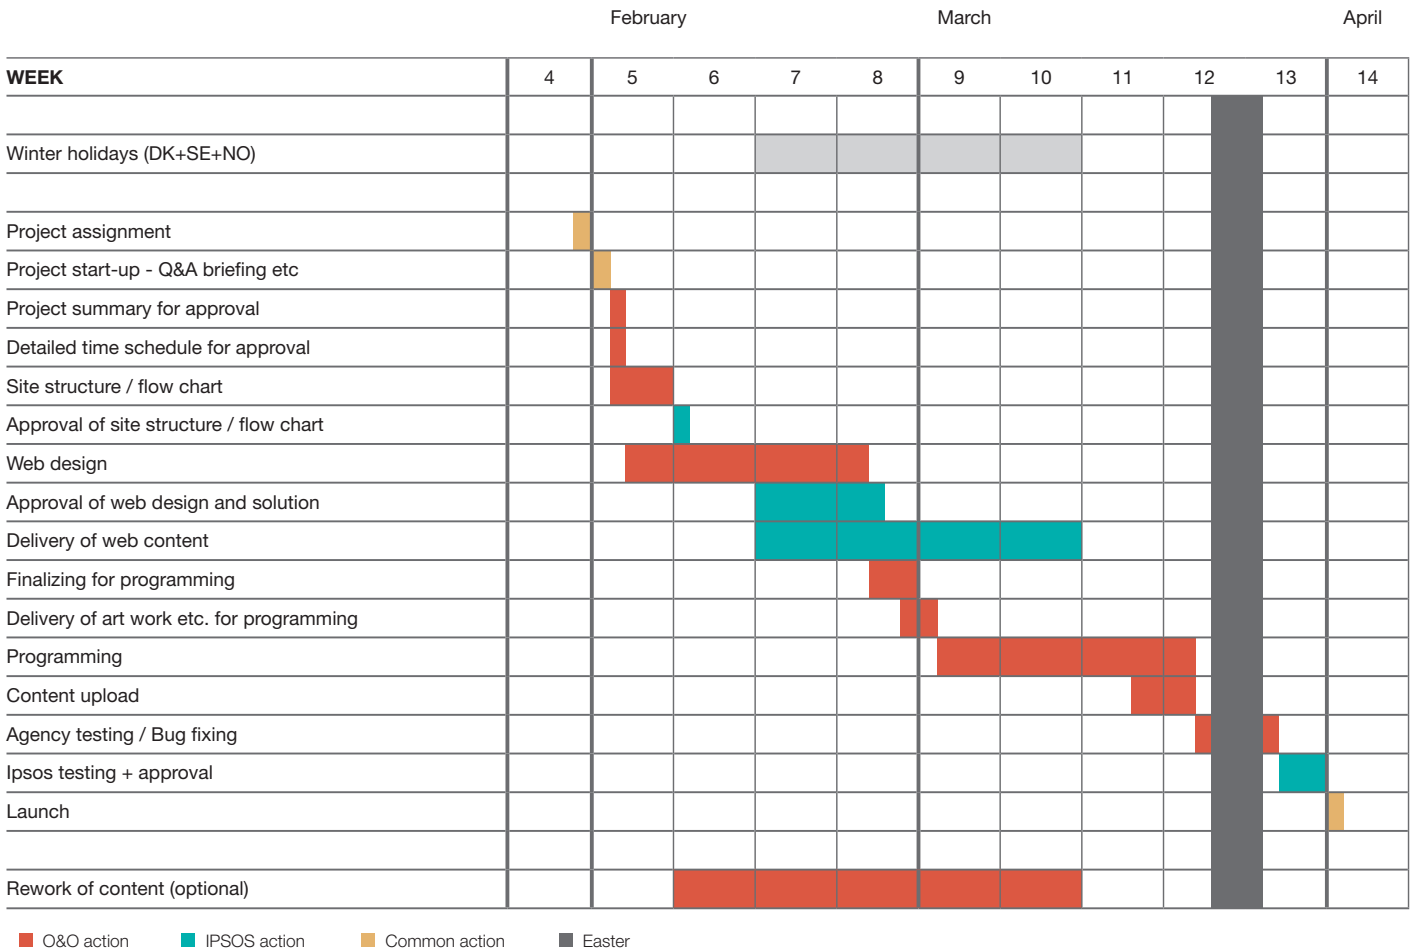 February March April
WEEK 4 5 6 7 8 9 10 11 12 13 14
Winter holidays (DK+SE+NO)
Project assignment
Project start-up - Q&A briefing etc
Project summary for approval
Detailed time schedule for approval
Site structure / flow chart
Approval of site structure / flow chart
Web design
Approval of web design and solution
Delivery of web content
Finalizing for programming
Delivery of art work etc. for programming
Programming
Content upload
Agency testing / Bug fixing
Ipsos testing + approval
Launch
Rework of content (optional)
O&O action IPSOS action Common action Easter